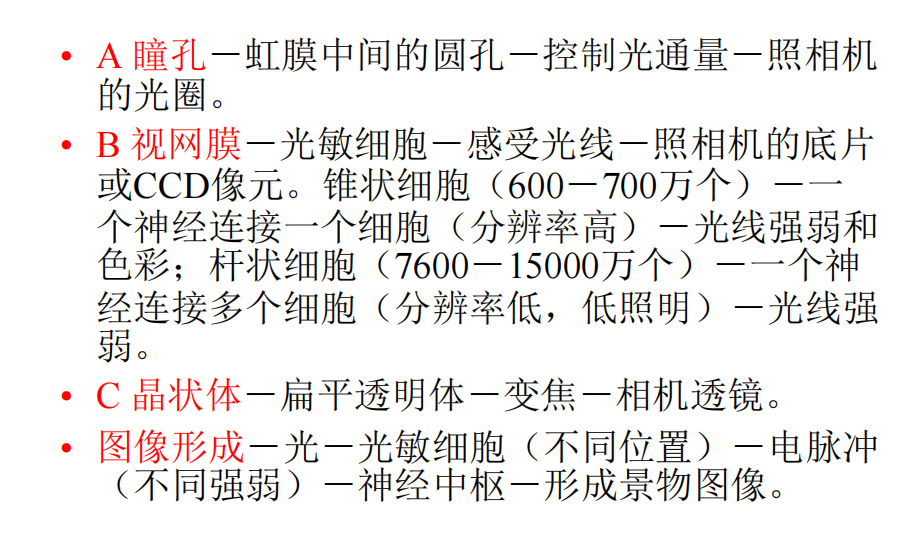 • A 瞳孔－虹膜中间的圆孔－控制光通量－照相机
的光圈。
• B 视网膜－光敏细胞－感受光线－照相机的底片
或CCD像元。锥状细胞（600－700万个）－一
个神经连接一个细胞（分辨率高）－光线强弱和
色彩；杆状细胞（7600－15000万个）－一个神
经连接多个细胞（分辨率低，低照明）－光线强
弱。
• C 晶状体－扁平透明体－变焦－相机透镜。
• 图像形成－光－光敏细胞（不同位置）－电脉冲
（不同强弱）－神经中枢－形成景物图像。